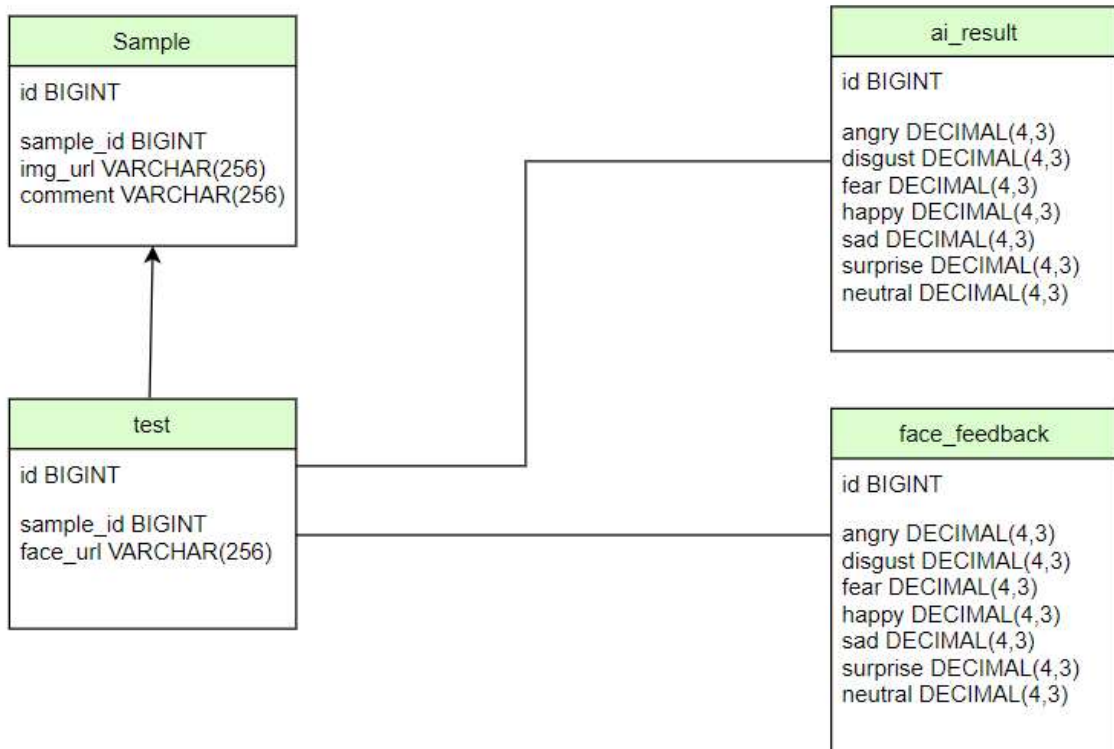 Sample
id BIGINT
sample_id BIGINT
img_url VARCHAR(256)
comment VARCHAR(256)
test
id BIGINT
sample_id BIGINT
face_url VARCHAR(256)
ai_result
id BIGINT
angry DECIMAL(4,3)
disgust DECIMAL(4,3)
fear DECIMAL(4,3)
happy DECIMAL(4,3)
sad DECIMAL(4,3)
surprise DECIMAL(4,3)
neutral DECIMAL(4,3)
face_feedback
id BIGINT
angry DECIMAL(4,3)
disgust DECIMAL(4,3)
fear DECIMAL(4,3)
happy DECIMAL(4,3)
sad DECIMAL(4,3)
surprise DECIMAL(4,3)
neutral DECIMAL(4,3)